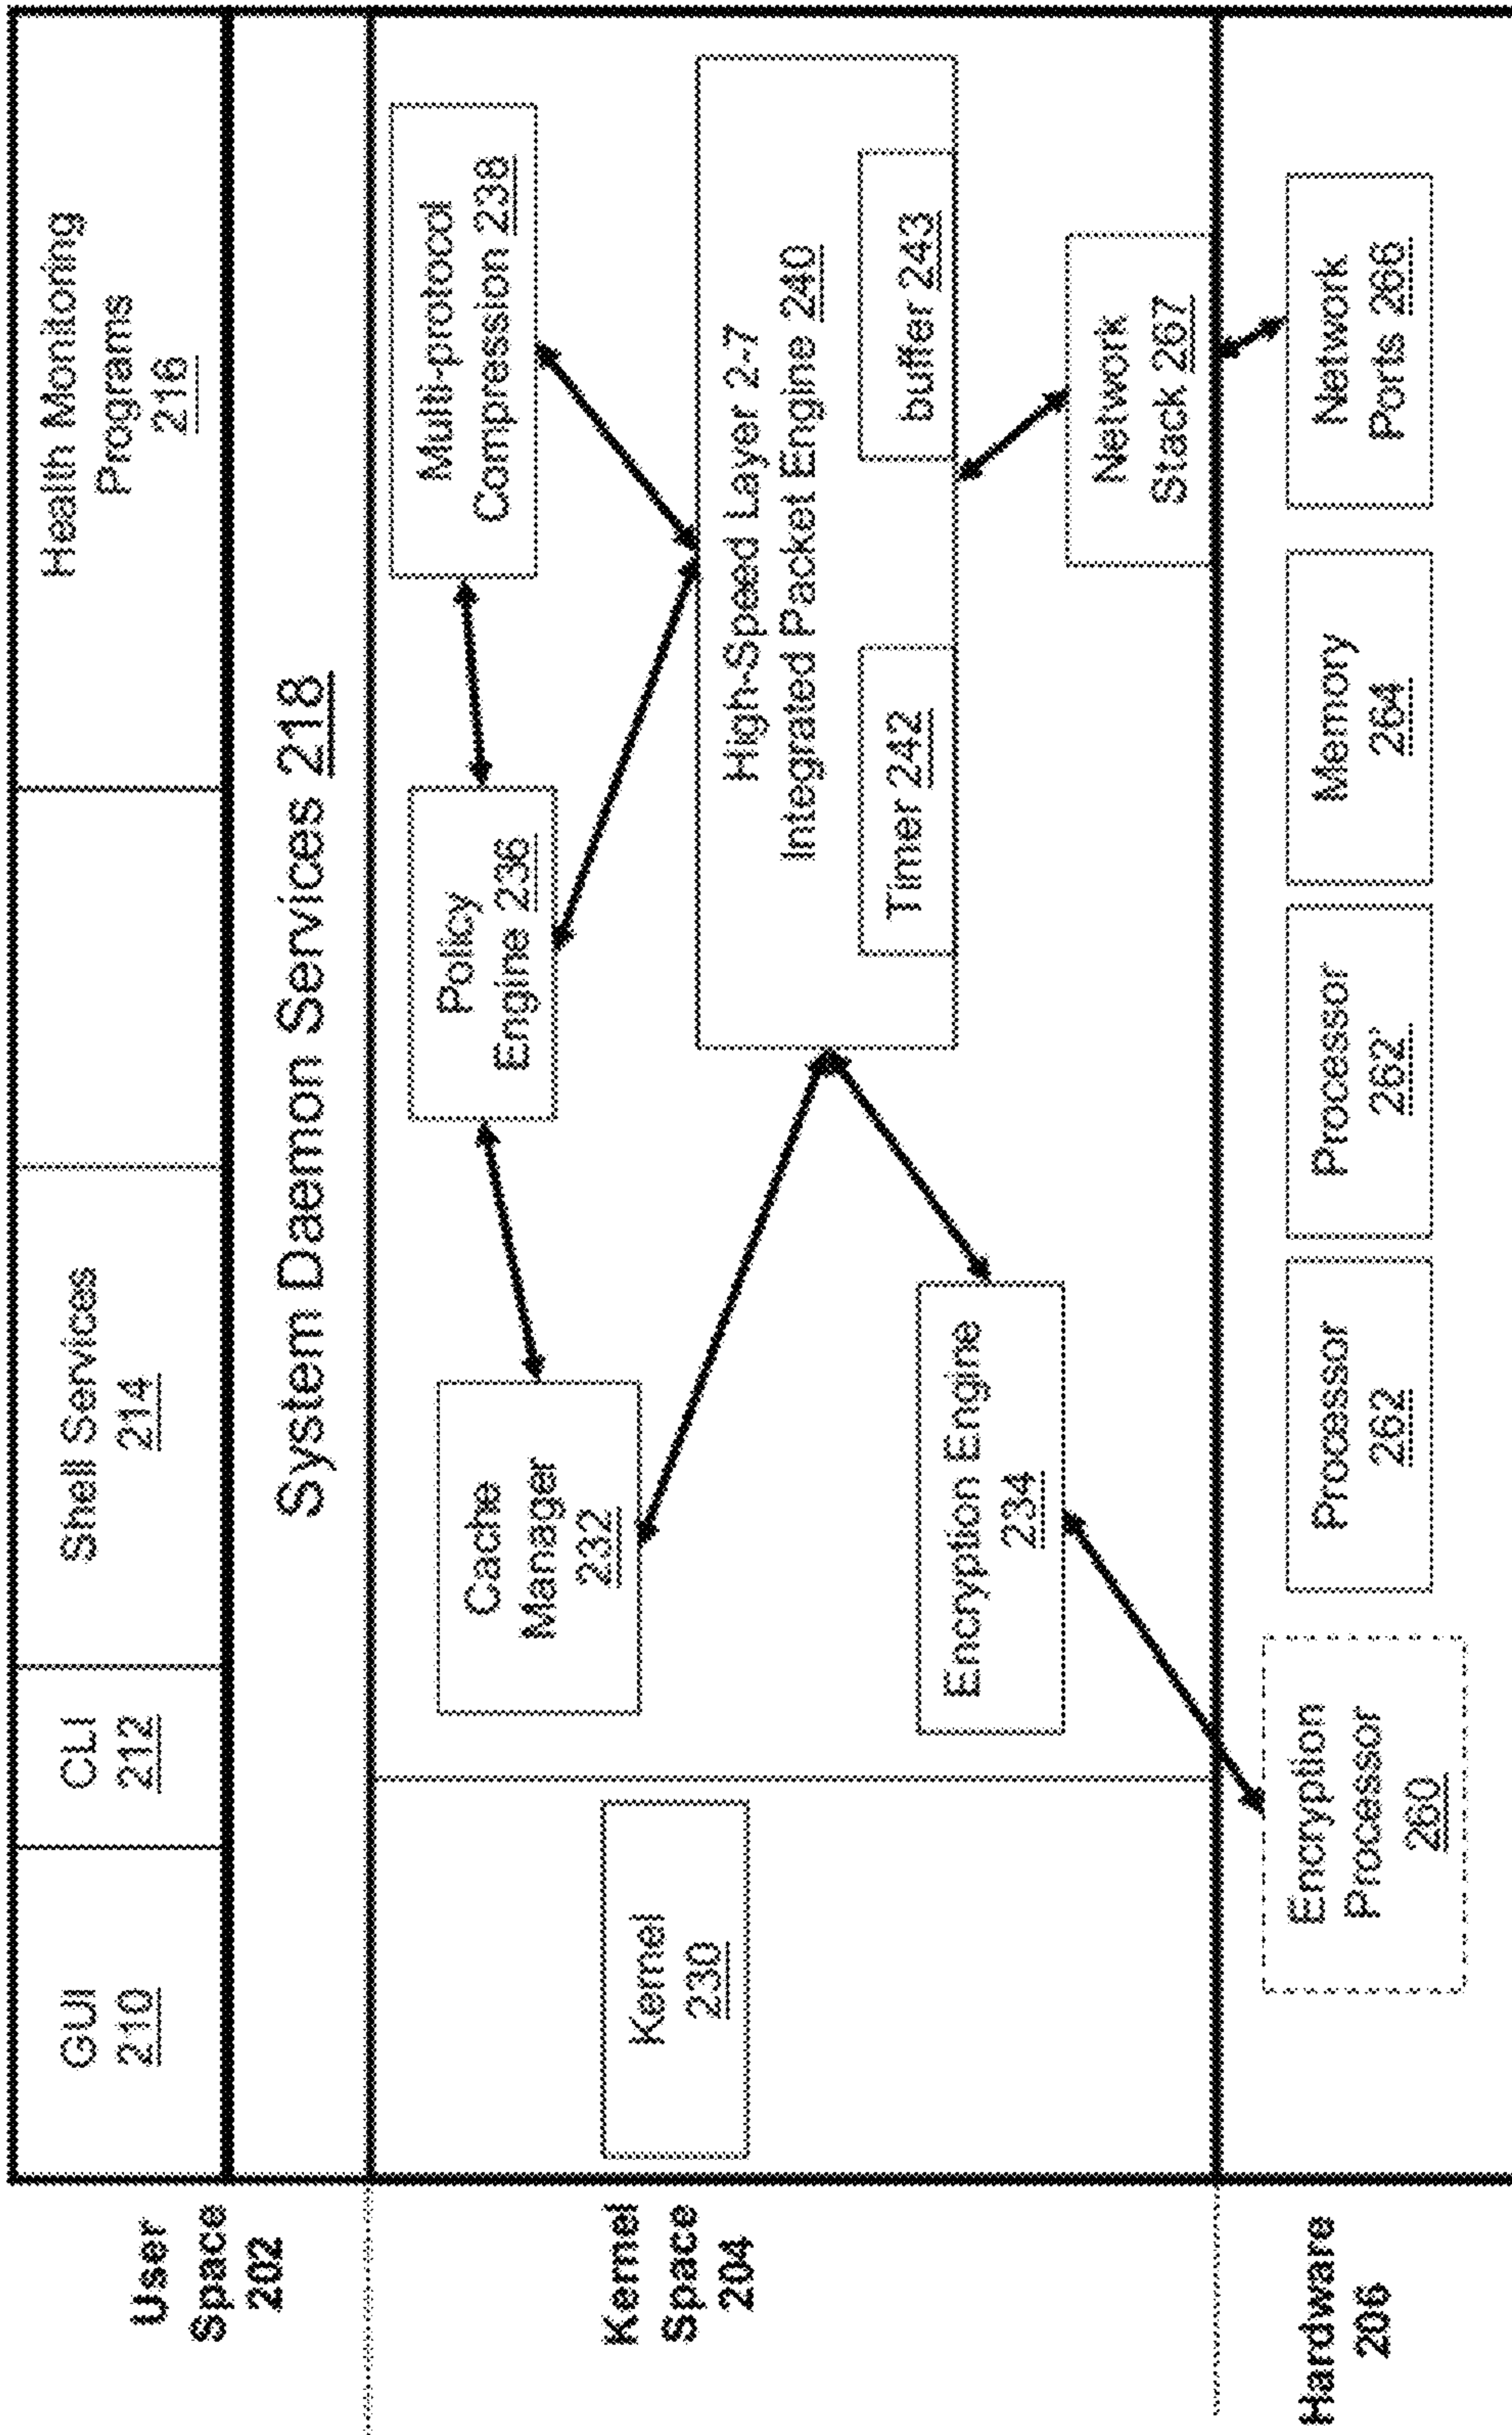 User
Space
202
GUI
210
CLI
212
Shell Services
214
Health Monitoring
Programs
216
System Daemon Services 218
Kernel
Space
204
Kernel
230
Cache
Manager
232
Policy
Engine 236
Multi-protocol
Compression 238
High-Speed Layer 2-7
Integrated Packet Engine 240
Timer 242
buffer 243
Encryption Engine
234
Network
Stack 267
Hardware
206
Encryption
Processor
260
Processor
262
Processor
262'
Memory
264
Network
Ports 266